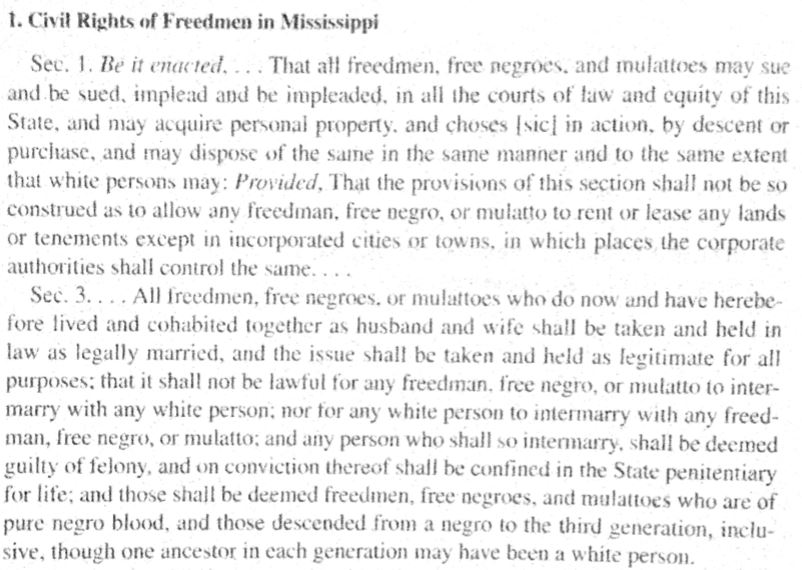 1. Civil Rights of Freedmen in Mississippi
Sec. 1. Be it enacted, . . . That all freedmen, free negroes, and mulattoes may sue
and be sued, implead and be impleaded, in all the courts of law and equity of this
State, and may acquire personal property, and choses [sic] in action, by descent or
purchase, and may dispose of the same in the same manner and to the same extent
that white persons may: Provided, That the provisions of this section shall not be so
construed as to allow any freedman, free negro, or mulatto to rent or lease any lands
or tenements except in incorporated cities or towns, in which places the corporate
authorities shall control the same. . . .
Sec. 3. . . . All freedmen, free negroes, or mulattoes who do now and have herebe-
fore lived and cohabited together as husband and wife shall be taken and held in
law as legally married, and the issue shall be taken and held as legitimate for all
purposes; that it shall not be lawful for any freedman, free negro, or mulatto to inter-
marry with any white person; nor for any white person to intermarry with any freed-
man, free negro, or mulatto; and any person who shall so intermarry, shall be deemed
guilty of felony, and on conviction thereof shall be confined in the State penitentiary
for life; and those shall be deemed freedmen, free negroes, and mulattoes who are of
pure negro blood, and those descended from a negro to the third generation, inclu-
sive, though one ancestor in each generation may have been a white person.